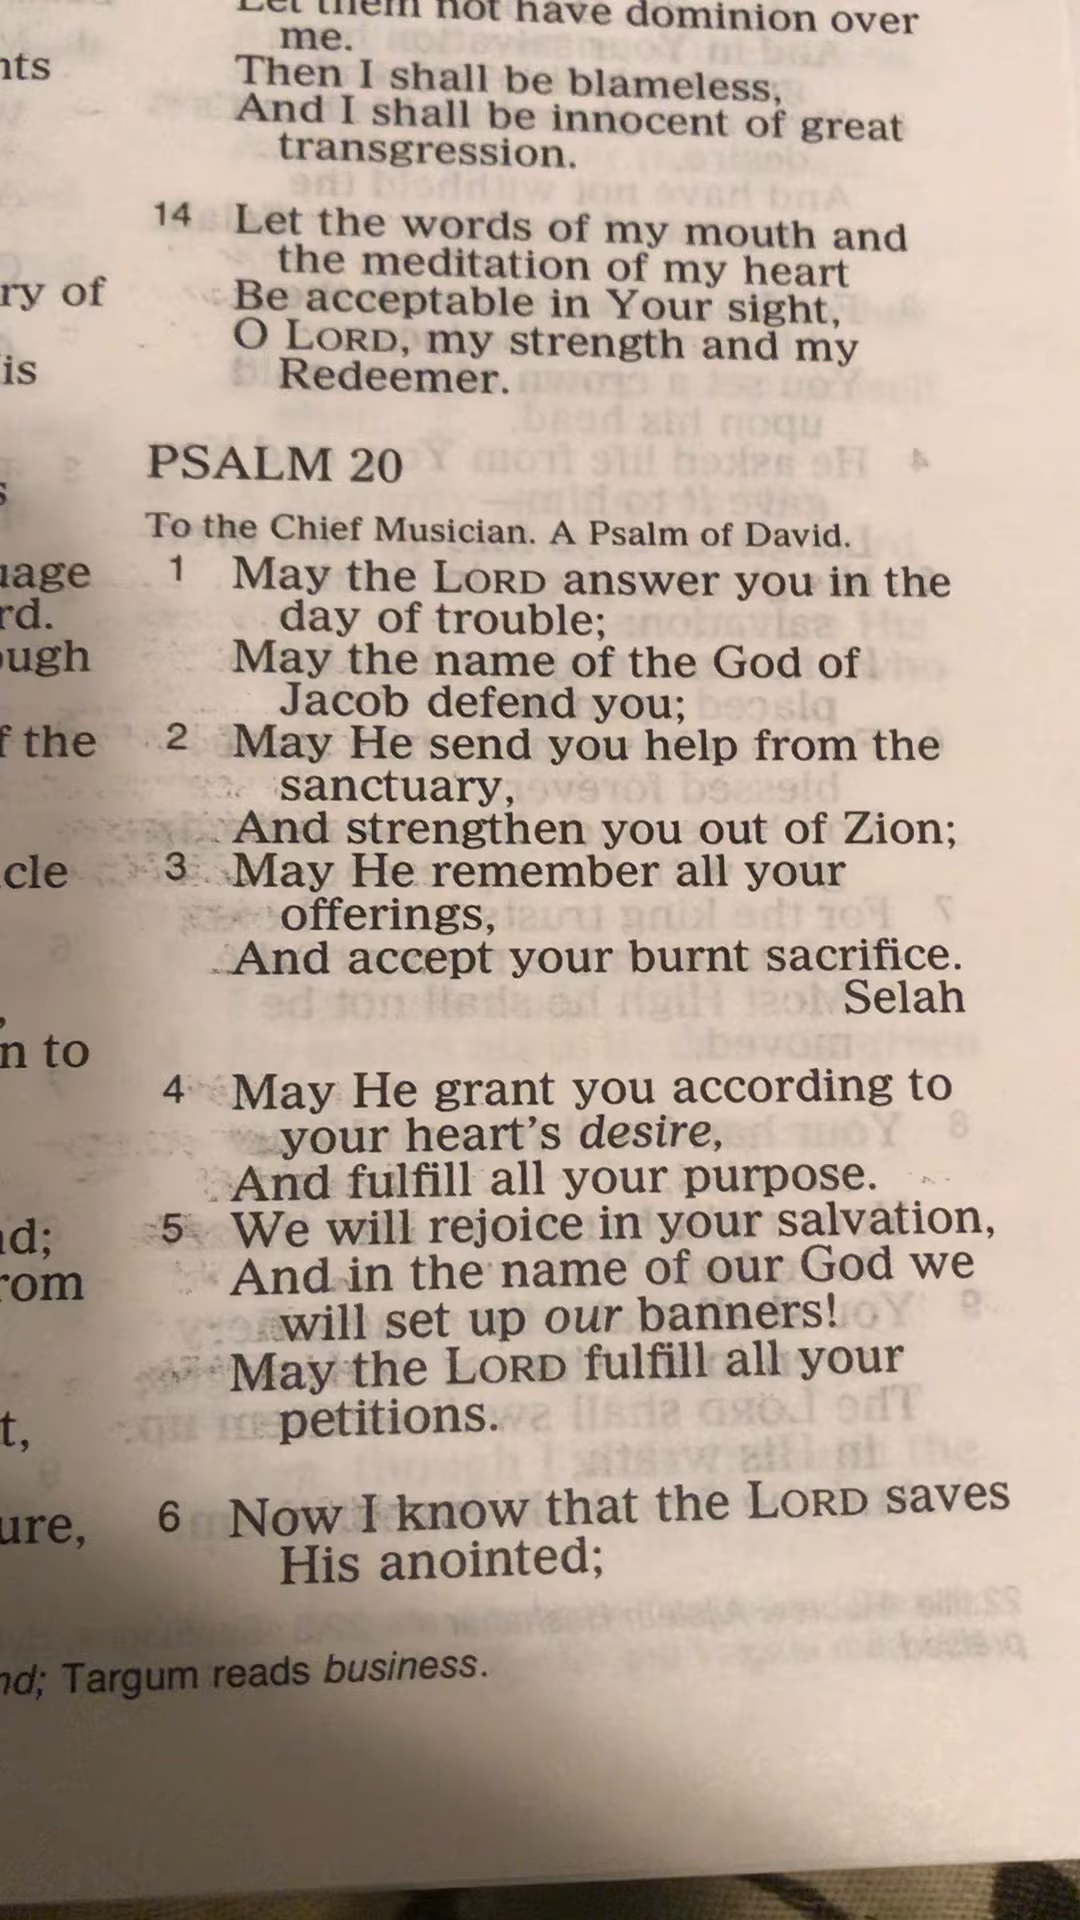 Let them not have dominion over
me.
Then I shall be blameless,
And I shall be innocent of great
transgression.
14 Let the words of my mouth and
the meditation of my heart
Be acceptable in Your sight,
O LORD, my strength and my
Redeemer.
PSALM 20
To the Chief Musician. A Psalm of David.
1 May the LORD answer you in the
day of trouble;
May the name of the God of
Jacob defend you;
2 May He send you help from the
sanctuary,
And strengthen you out of Zion;
3 May He remember all your
offerings,
And accept your burnt sacrifice.
Selah
4 May He grant you according to
your heart's desire,
And fulfill all your purpose.
5 We will rejoice in your salvation,
And in the name of our God we
will set up our banners!
May the LORD fulfill all your
petitions.
6 Now I know that the LORD saves
His anointed;
Targum reads business.